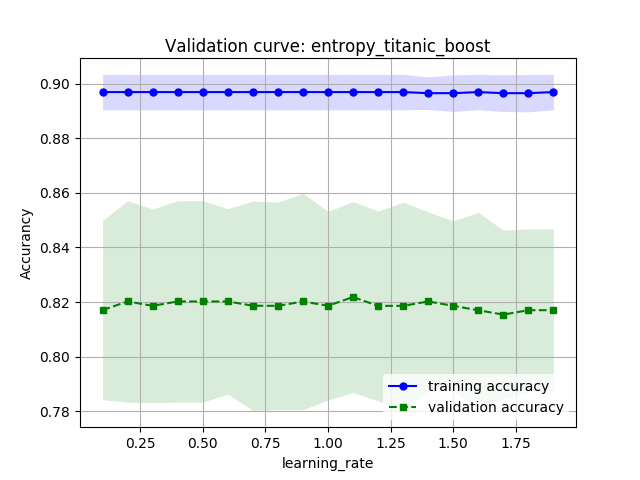 Validation curve: entropy_titanic_boost
0.90
0.88
0.86
0.84
0.82
0.80
0.78
Accurancy
training accuracy
validation accuracy
0.25 0.50 0.75 1.00 1.25 1.50 1.75
learning_rate